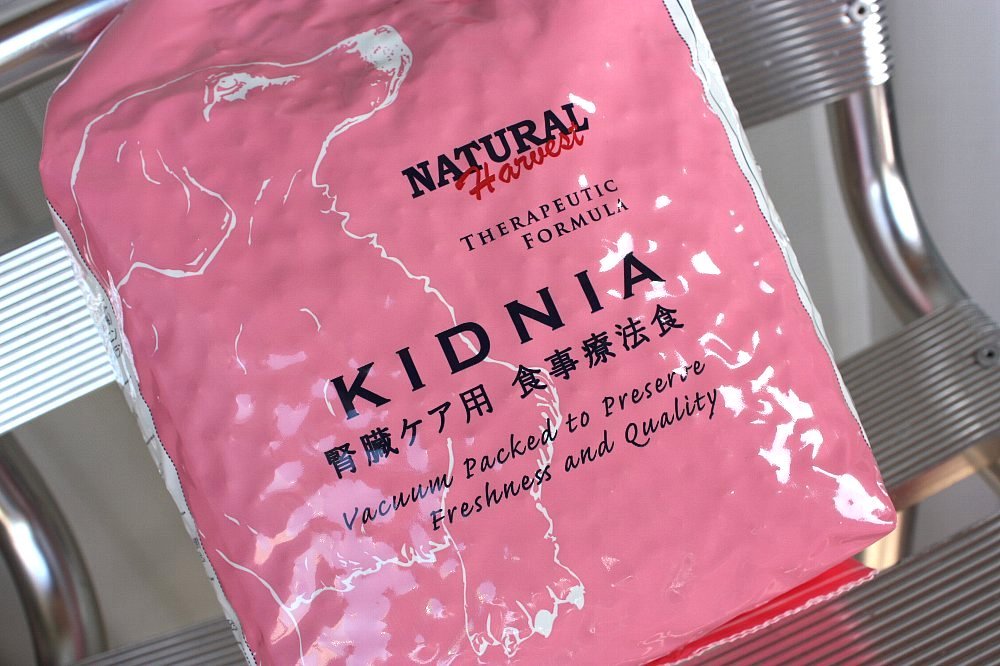 NATURAL
Harvest
THERAPEUTIC
FORMULA
KIDNIA
腎臓ケア用 食事療法食
Vacuum Packed to Preserve
Freshness and Quality